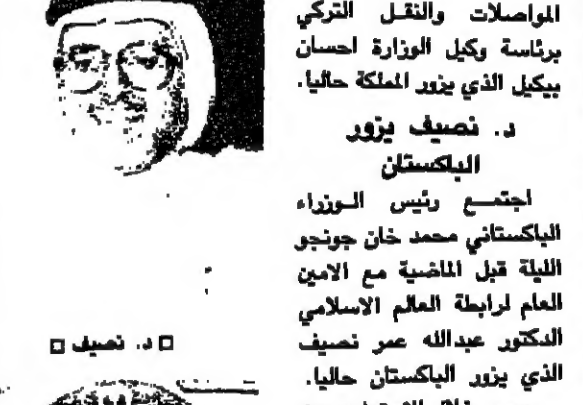 المواصلات والنقل التركي
برئاسة وكيل الوزارة احسان
بيكيل الذي يزور المملكة حاليا.
د. نصيف يزور
الباكستان
اجتمع رئيس الوزراء
الباكستاني محمد خان جونجو
الليلة قبل الماضية مع الامين
العام لرابطة العالم الاسلامي
الدكتور عبدالله عمر نصيف
الذي يزور الباكستان حاليا.
□ د. نصيف □